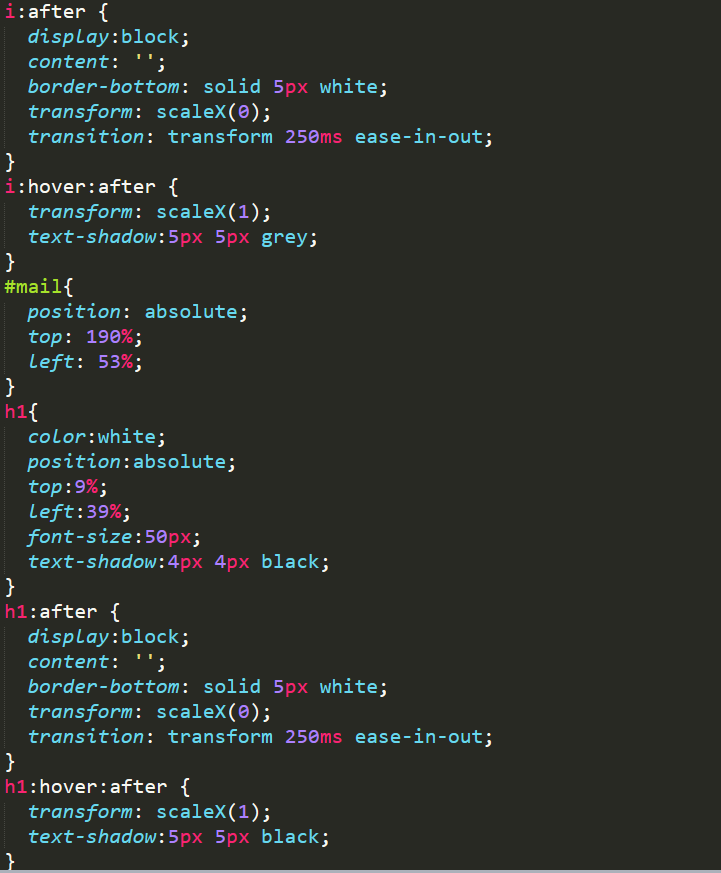 i:after {
display:block;
content: '';
border-bottom: solid 5px white;
transform: scaleX(0);
transition: transform 250ms ease-in-out;
}
i:hover:after {
transform: scaleX(1);
text-shadow:5px 5px grey;
}
#mail{
position: absolute;
top: 190%;
left: 53%;
}
h1{
color:white;
position:absolute;
top:9%;
left:39%;
font-size:50px;
text-shadow:4px 4px black;
}
h1:after {
display:block;
content: '';
border-bottom: solid 5px white;
transform: scaleX(0);
transition: transform 250ms ease-in-out;
}
h1:hover:after {
transform: scaleX(1);
text-shadow:5px 5px black;
}